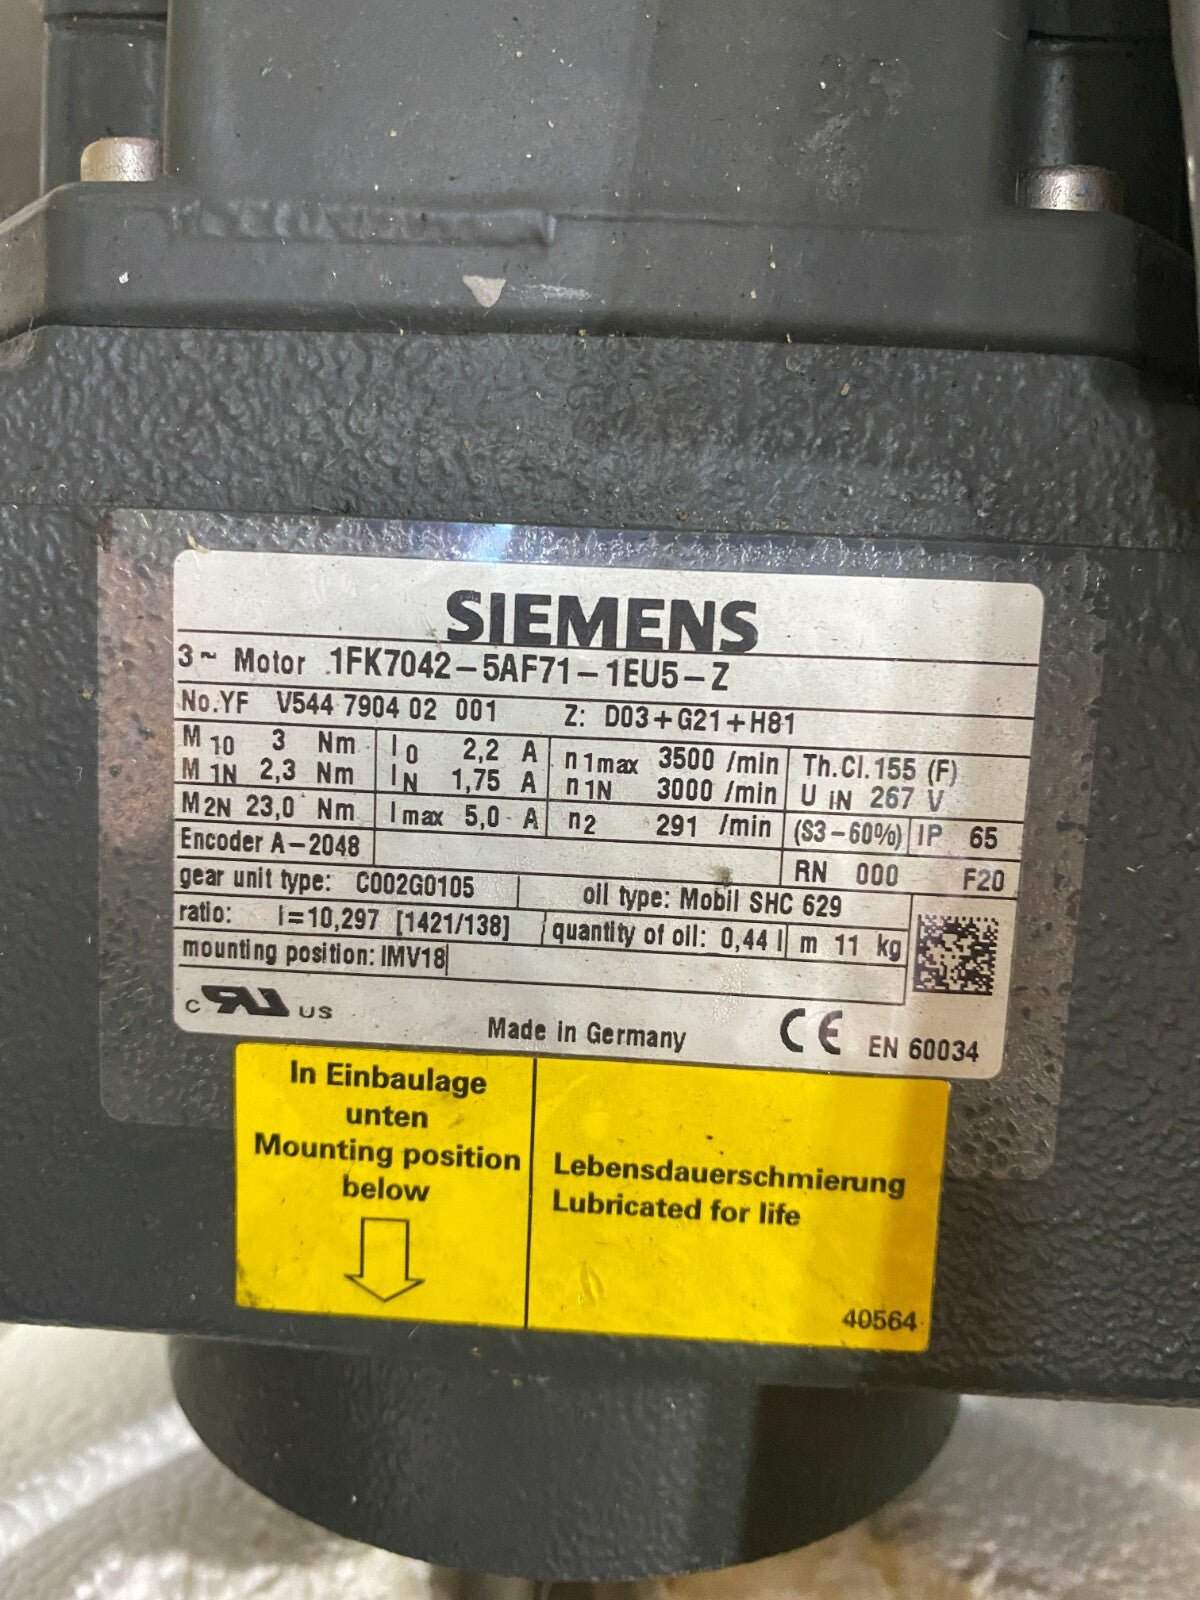 SIEMENS
3~ Motor 1FK7042-5AF71-1EU5-Z
No.YF V544 7904 02 001 Z: D03+G21+H81
M10 3 Nm I0 2,2 A n1max 3500 /min Th.Cl.155 (F)
M1N 2,3 Nm IN 1,75 A n1N 3000 /min U iN 267 V
M2N 23,0 Nm Imax 5,0 A n2 291 /min (S3-60%) IP 65
Encoder A-2048 RN 000 F20
gear unit type: C002G0105 oil type: Mobil SHC 629
ratio: i=10,297 [1421/138] quantity of oil: 0,44 l m 11 kg
mounting position: IMV18
c RU US Made in Germany CE EN 60034
In Einbaulage
unten
Mounting position
below
Lebensdauerschmierung
Lubricated for life
40564